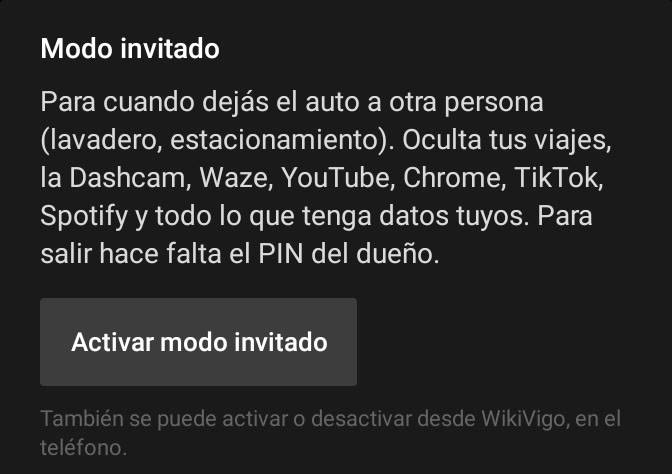 Modo invitado
Para cuando dejás el auto a otra persona
(lavadero, estacionamiento). Oculta tus viajes,
la Dashcam, Waze, YouTube, Chrome, TikTok,
Spotify y todo lo que tenga datos tuyos. Para
salir hace falta el PIN del dueño.
Activar modo invitado
También se puede activar o desactivar desde WikiVigo, en el
teléfono.